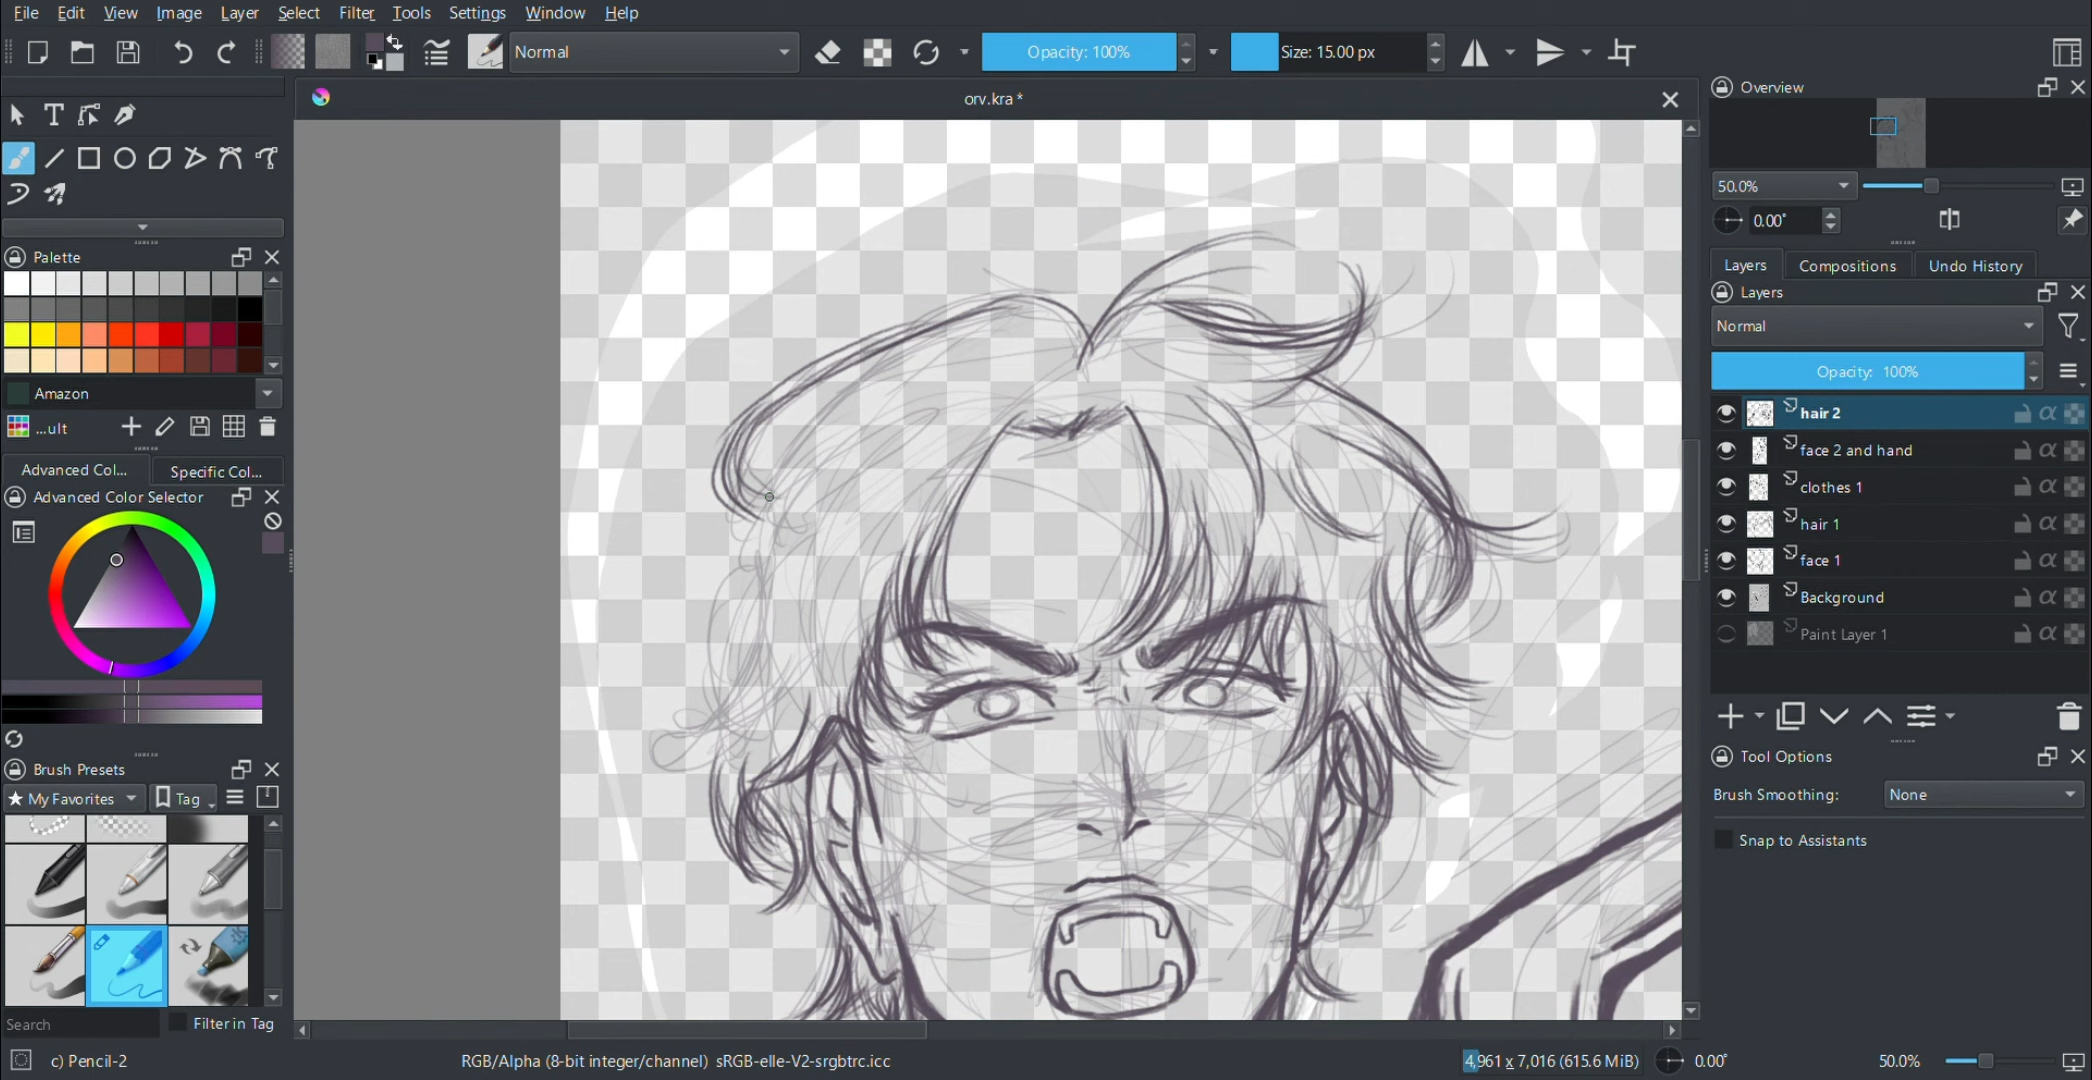 File Edit View Image Layer Select Filter Tools Settings Window Help
Normal
Opacity: 100%
Size: 15.00 px
orv.kra *
Overview
50.0%
0.00°
Palette
Amazon
...ult
Advanced Col... Specific Col...
Advanced Color Selector
Brush Presets
My Favorites Tag
Search Filter in Tag
Layers Compositions Undo History
Layers
Normal
Opacity: 100%
hair 2
face 2 and hand
clothes 1
hair 1
face 1
Background
Paint Layer 1
Tool Options
Brush Smoothing: None
Snap to Assistants
c) Pencil-2
RGB/Alpha (8-bit integer/channel) sRGB-elle-V2-srgbtrc.icc
4,961 x 7,016 (615.6 MiB)
0.00°
50.0%